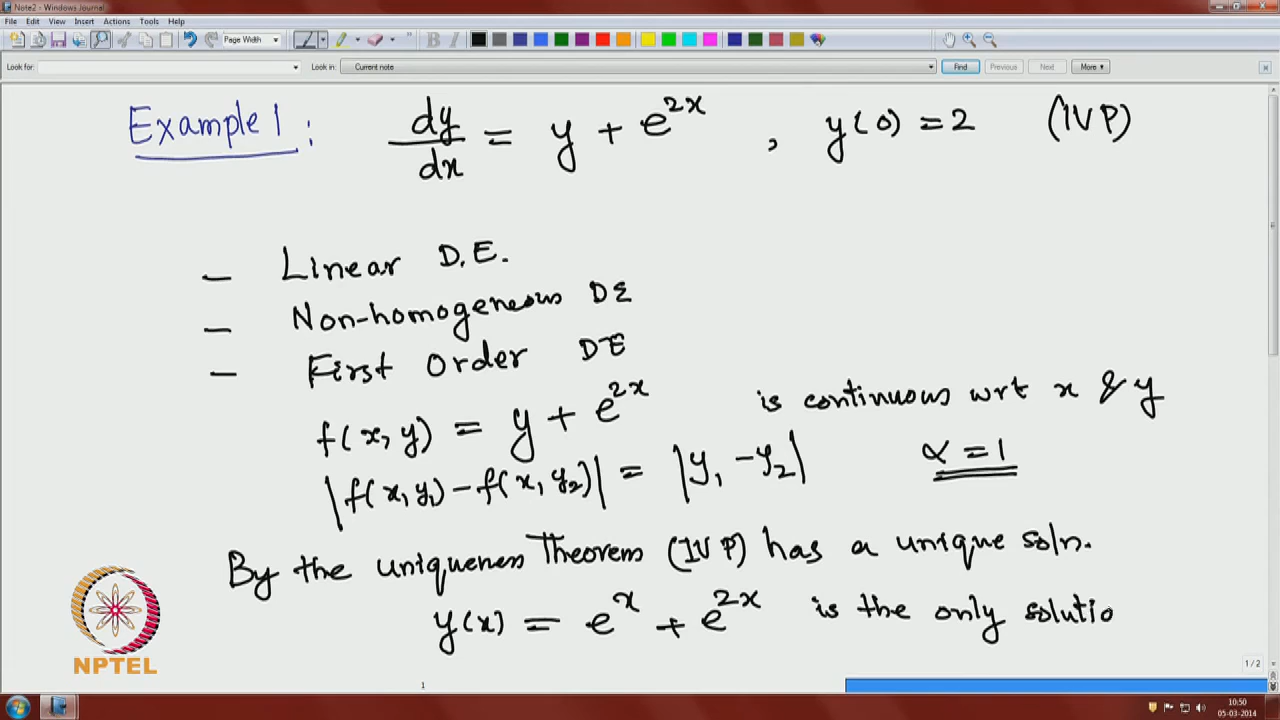 Note2 - Windows Journal
File Edit View Insert Actions Tools Help
Page Width
Look for: Look in: Current note Find Previous Next More
Example 1 : dy/dx = y + e^{2x} , y(0) = 2 (IVP)
— Linear D.E.
— Non-homogeneous DE
— First Order DE
f(x, y) = y + e^{2x} is continuous wrt x & y
|f(x, y₁) - f(x, y₂)| = |y₁ - y₂| α = 1
By the uniqueness Theorem (IVP) has a unique soln.
y(x) = e^x + e^{2x} is the only solutio
NPTEL
1
1/2
10:50
05-03-2014